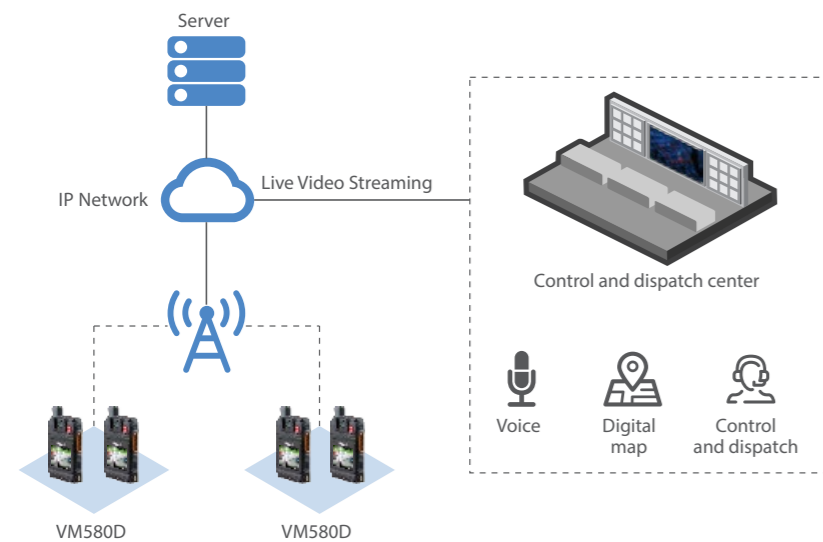 Server
IP Network
Live Video Streaming
Control and dispatch center
Voice
Digital
map
Control
and dispatch
VM580D
VM580D